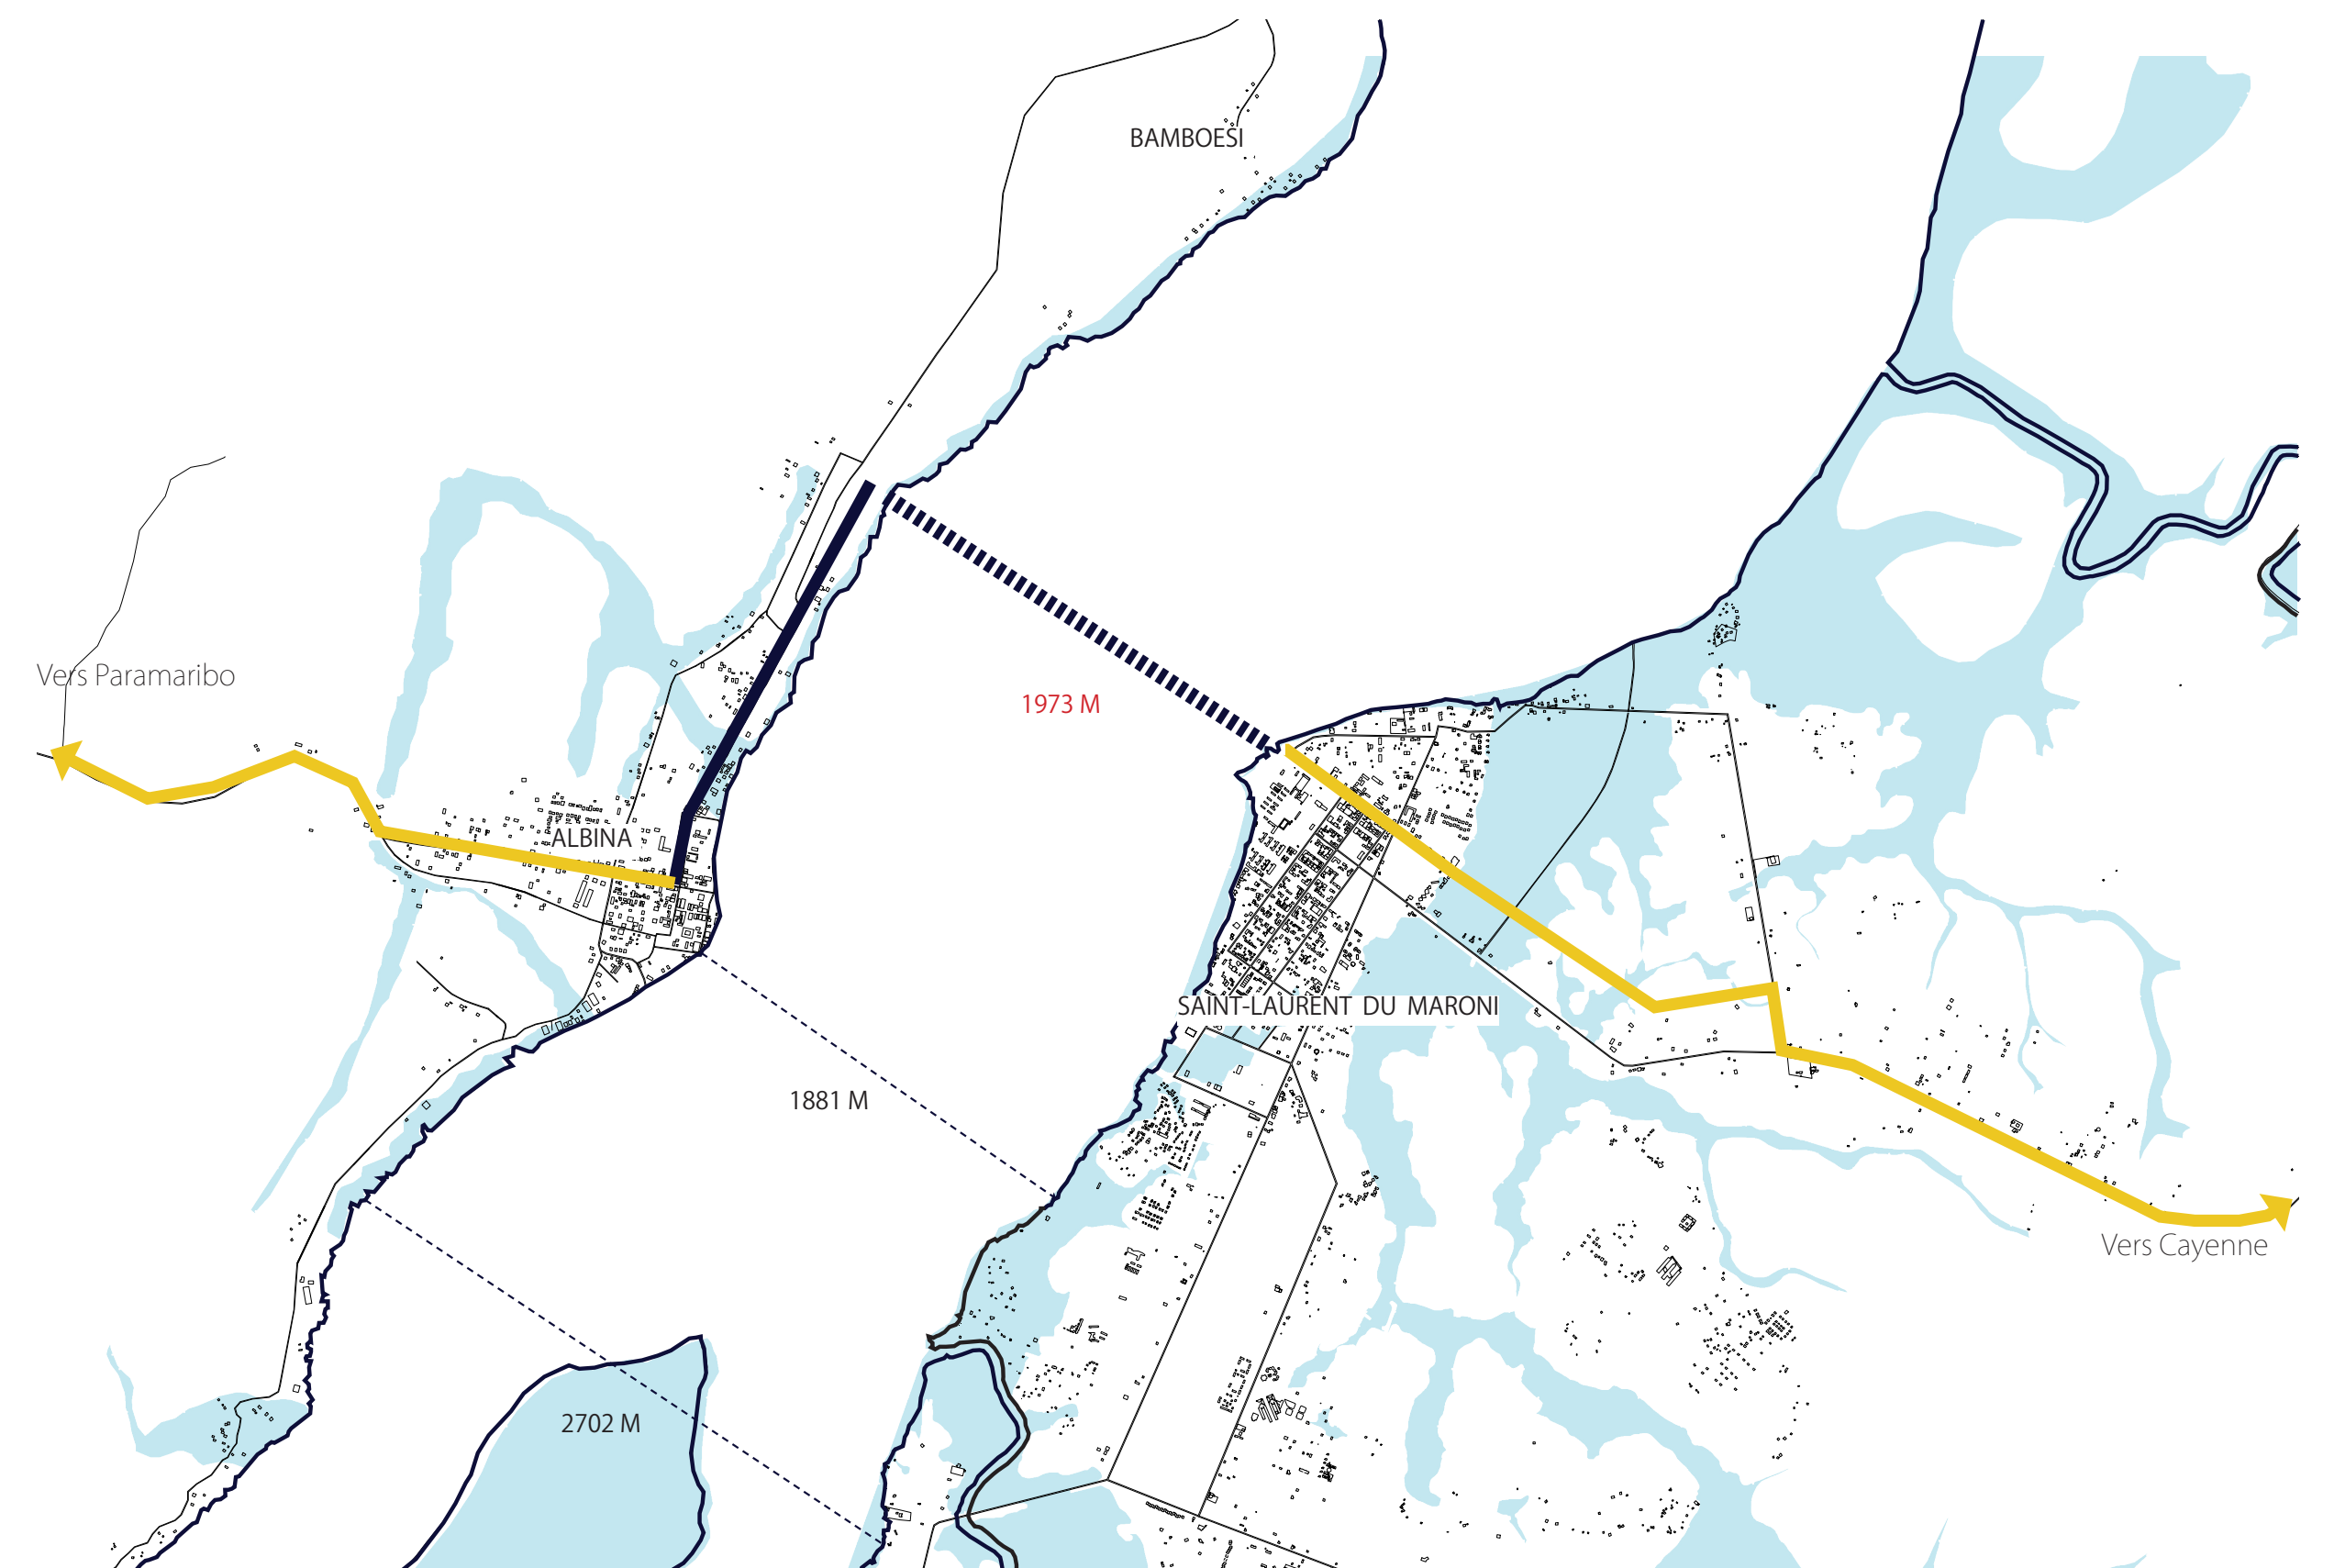 BAMBOESI
Vers Paramaribo
1973 M
ALBINA
SAINT-LAURENT DU MARONI
1881 M
Vers Cayenne
2702 M